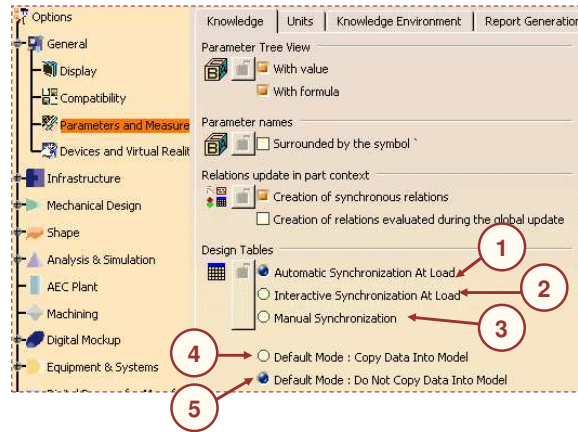 Options
General
Display
Compatibility
Parameters and Measure
Devices and Virtual Realit
Infrastructure
Mechanical Design
Shape
Analysis & Simulation
AEC Plant
Machining
Digital Mockup
Equipment & Systems
Knowledge
Units
Knowledge Environment
Report Generation
Parameter Tree View
With value
With formula
Parameter names
Surrounded by the symbol `
Relations update in part context
Creation of synchronous relations
Creation of relations evaluated during the global update
Design Tables
Automatic Synchronization At Load
1
Interactive Synchronization At Load
2
Manual Synchronization
3
4
Default Mode : Copy Data Into Model
5
Default Mode : Do Not Copy Data Into Model